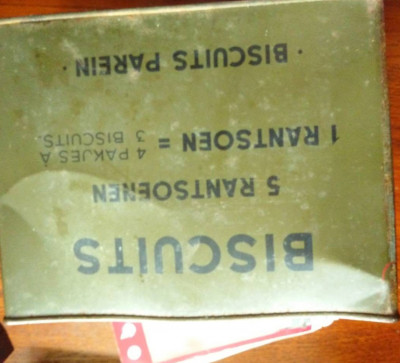 BISCUITS
5 RANTSOENEN
1 RANTSOEN = 4 PAKJES À
3 BISCUITS.
· BISCUITS PAREIN ·